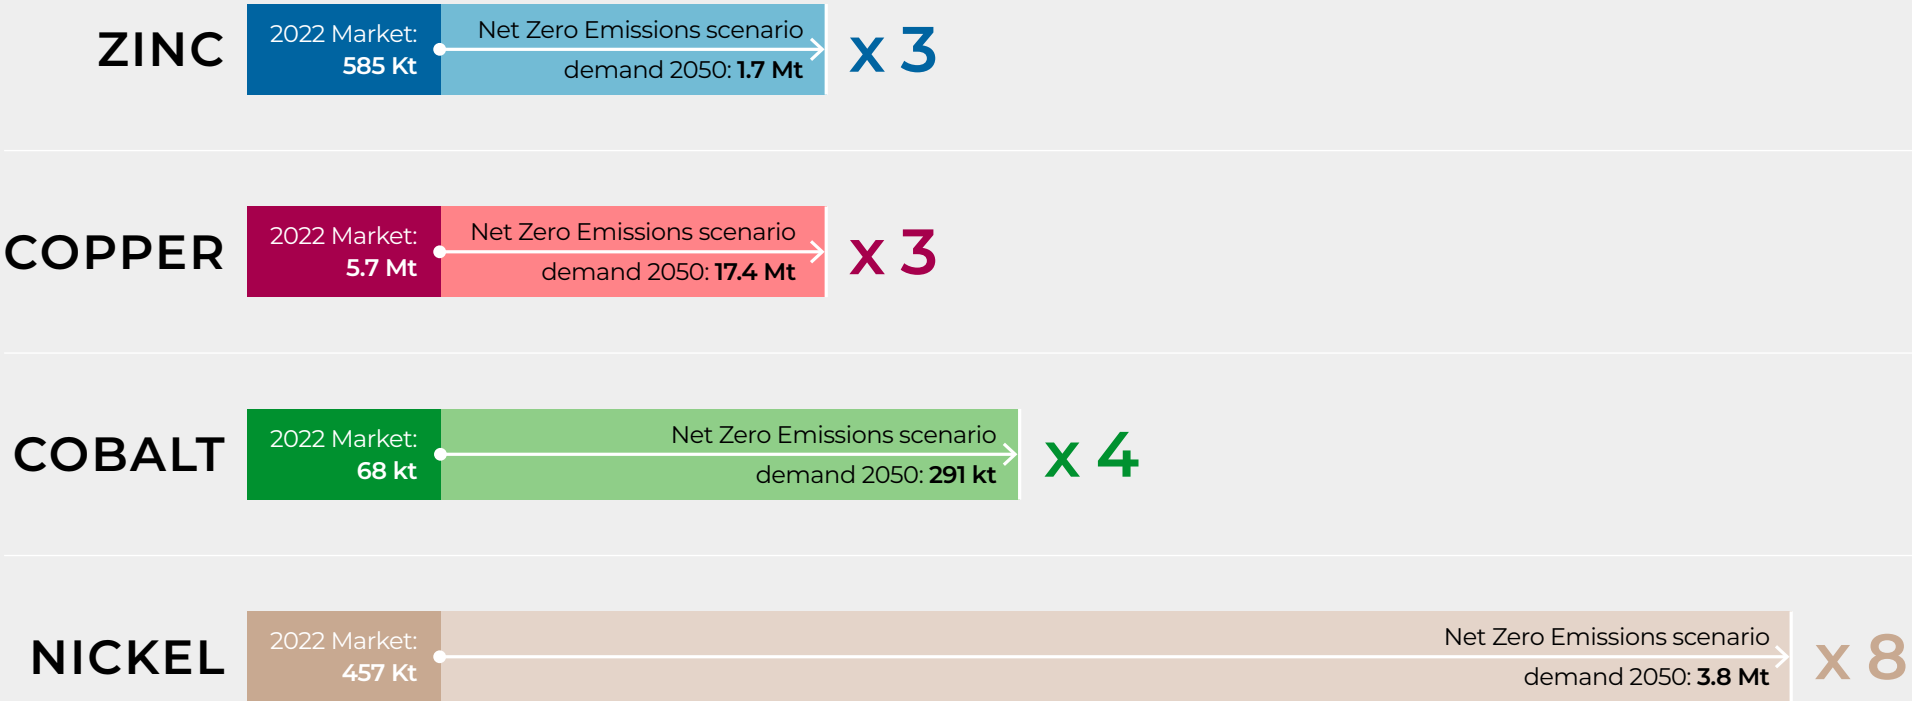 ZINC
2022 Market:
585 Kt
Net Zero Emissions scenario
demand 2050: 1.7 Mt
x 3
COPPER
2022 Market:
5.7 Mt
Net Zero Emissions scenario
demand 2050: 17.4 Mt
x 3
COBALT
2022 Market:
68 kt
Net Zero Emissions scenario
demand 2050: 291 kt
x 4
NICKEL
2022 Market:
457 Kt
Net Zero Emissions scenario
demand 2050: 3.8 Mt
x 8